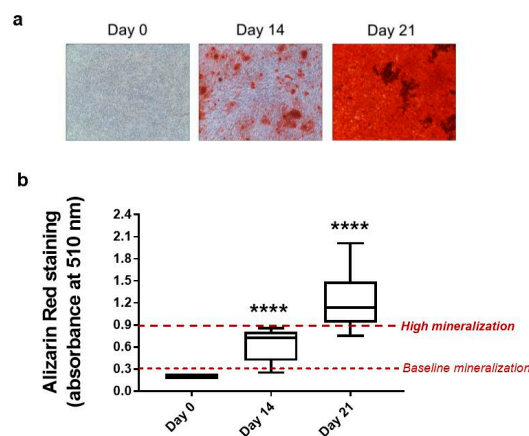 a
Day 0 Day 14 Day 21
b
Alizarin Red staining
(absorbance at 510 nm)
2.4
2.1
1.8
1.5
1.2
0.9
0.6
0.3
0.0
****
****
High mineralization
Baseline mineralization
Day 0 Day 14 Day 21